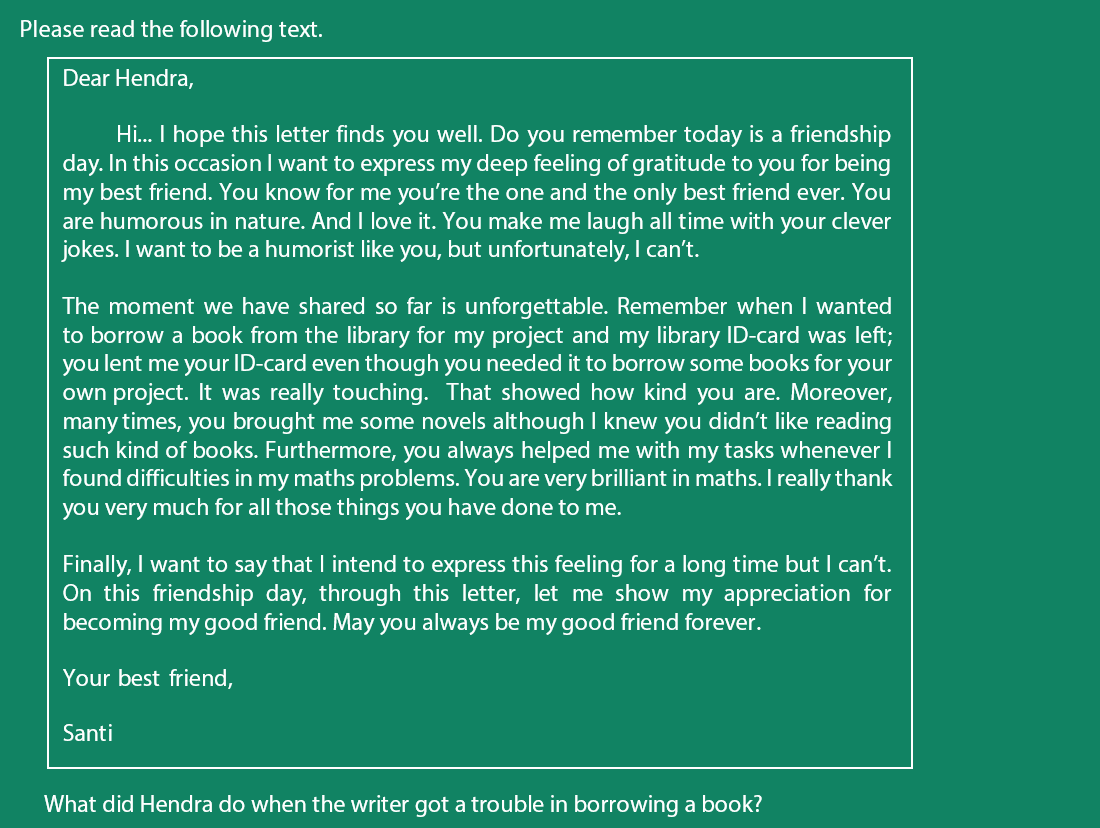 Please read the following text.
Dear Hendra,
Hi... I hope this letter finds you well. Do you remember today is a friendship
day. In this occasion I want to express my deep feeling of gratitude to you for being
my best friend. You know for me you’re the one and the only best friend ever. You
are humorous in nature. And I love it. You make me laugh all time with your clever
jokes. I want to be a humorist like you, but unfortunately, I can’t.
The moment we have shared so far is unforgettable. Remember when I wanted
to borrow a book from the library for my project and my library ID-card was left;
you lent me your ID-card even though you needed it to borrow some books for your
own project. It was really touching. That showed how kind you are. Moreover,
many times, you brought me some novels although I knew you didn’t like reading
such kind of books. Furthermore, you always helped me with my tasks whenever I
found difficulties in my maths problems. You are very brilliant in maths. I really thank
you very much for all those things you have done to me.
Finally, I want to say that I intend to express this feeling for a long time but I can’t.
On this friendship day, through this letter, let me show my appreciation for
becoming my good friend. May you always be my good friend forever.
Your best friend,
Santi
What did Hendra do when the writer got a trouble in borrowing a book?